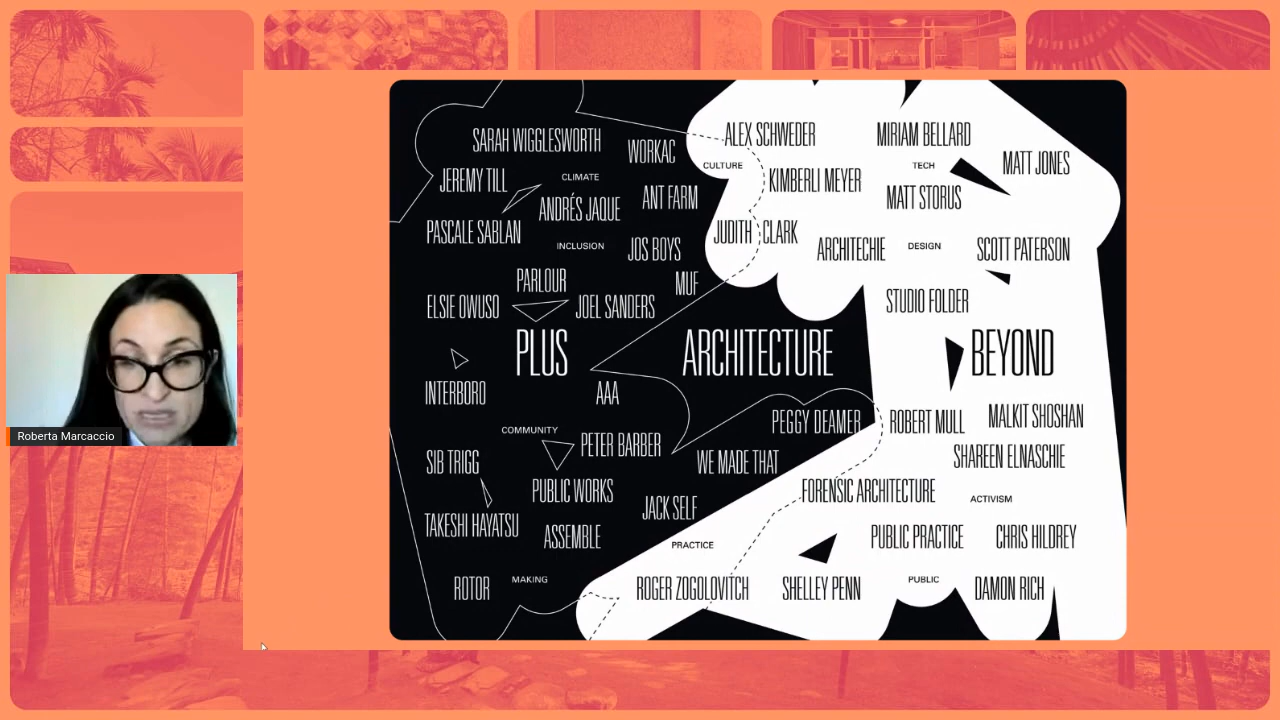 SARAH WIGGLESWORTH
WORKAC
ALEX SCHWEDER
MIRIAM BELLARD
MATT JONES
CULTURE
TECH
JEREMY TILL
CLIMATE
KIMBERLI MEYER
ANDRÉS JAQUE
ANT FARM
MATT STORUS
PASCALE SABLAN
JUDITH CLARK
INCLUSION
JOS BOYS
ARCHITECHIE
DESIGN
SCOTT PATERSON
PARLOUR
MUF
ELSIE OWUSO
JOEL SANDERS
STUDIO FOLDER
PLUS
ARCHITECTURE
BEYOND
INTERBORO
AAA
PEGGY DEAMER
ROBERT MULL
MALKIT SHOSHAN
COMMUNITY
PETER BARBER
SIB TRIGG
WE MADE THAT
SHAREEN ELNASCHIE
PUBLIC WORKS
FORENSIC ARCHITECTURE
ACTIVISM
JACK SELF
TAKESHI HAYATSU
ASSEMBLE
PRACTICE
PUBLIC PRACTICE
CHRIS HILDREY
ROTOR
MAKING
ROGER ZOGOLOVITCH
SHELLEY PENN
PUBLIC
DAMON RICH
Roberta Marcaccio